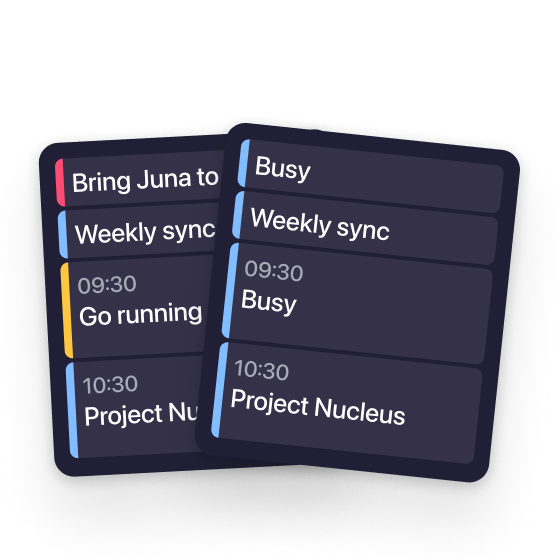 Bring Juna to
Weekly sync
09:30
Go running
10:30
Project Nu
Busy
Weekly sync
09:30
Busy
10:30
Project Nucleus